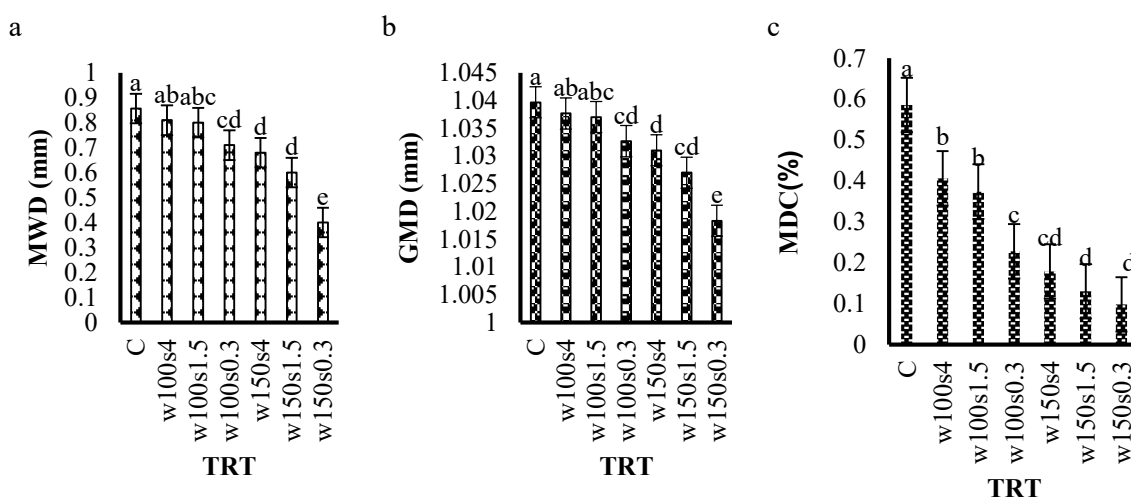 a
MWD (mm)
1
0.9
0.8
0.7
0.6
0.5
0.4
0.3
0.2
0.1
0
a
ab
abc
cd
d
d
e
C
w100s4
w100s1.5
w100s0.3
w150s4
w150s1.5
w150s0.3
TRT
b
GMD (mm)
1.045
1.04
1.035
1.03
1.025
1.02
1.015
1.01
1.005
1
a
ab
abc
cd
d
cd
e
C
w100s4
w100s1.5
w100s0.3
w150s4
w150s1.5
w150s0.3
TRT
c
MDC(%)
0.7
0.6
0.5
0.4
0.3
0.2
0.1
0
a
b
b
c
cd
d
d
C
w100s4
w100s1.5
w100s0.3
w150s4
w150s1.5
w150s0.3
TRT